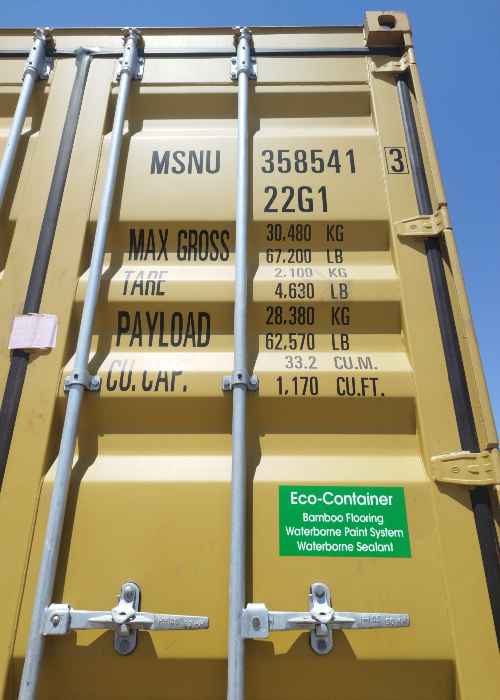 MSNU 358541 3
22G1
MAX GROSS 30.480 KG
67.200 LB
TARE 2.100 KG
4.630 LB
PAYLOAD 28.380 KG
62.570 LB
CU. CAP. 33.2 CU.M.
1.170 CU.FT.
Eco-Container
Bamboo Flooring
Waterborne Paint System
Waterborne Sealant